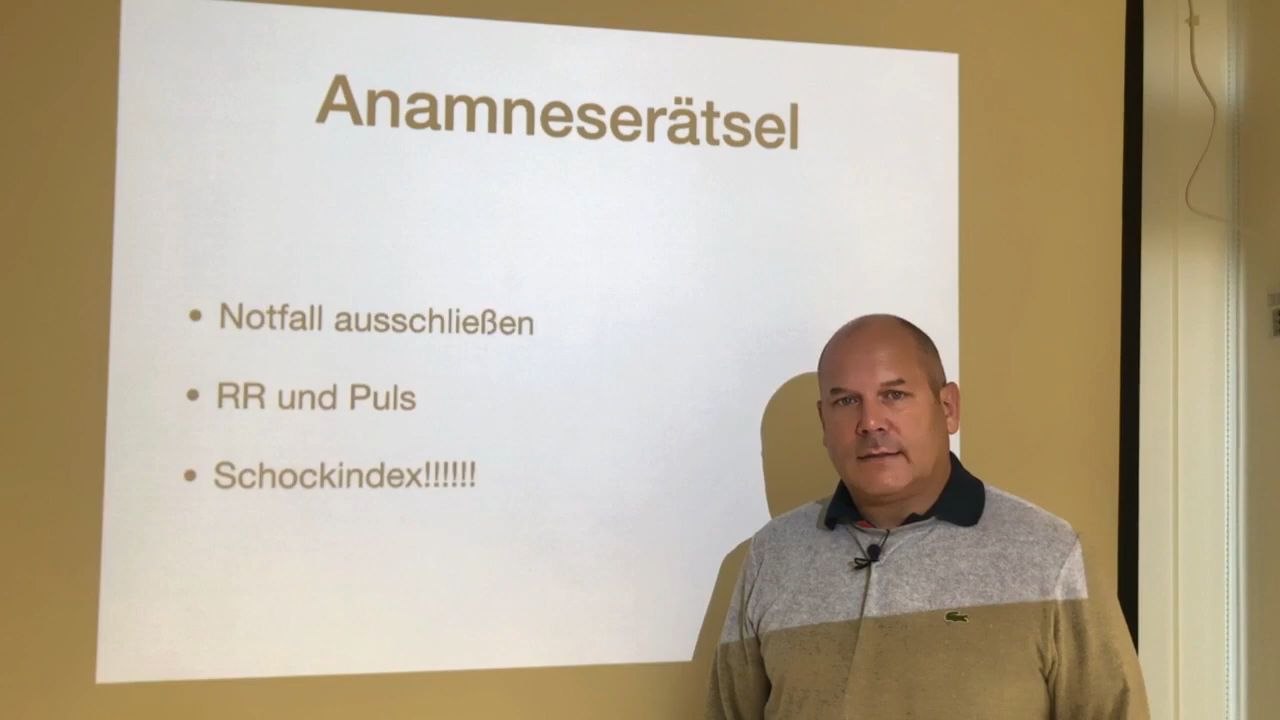 Anamneserätsel
• Notfall ausschließen
• RR und Puls
• Schockindex!!!!!!